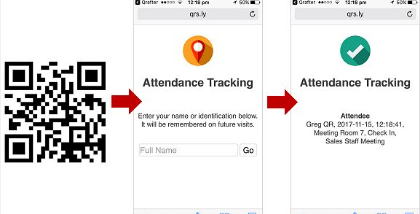 Grafter 12:18 pm 50%
qrs.ly
Attendance Tracking
Enter your name or identification below.
It will be remembered on future visits.
Full Name Go
Grafter 12:18 pm 50%
qrs.ly
Attendance Tracking
Attendee
Greg QR, 2017-11-15, 12:18:41,
Meeting Room 7, Check In,
Sales Staff Meeting